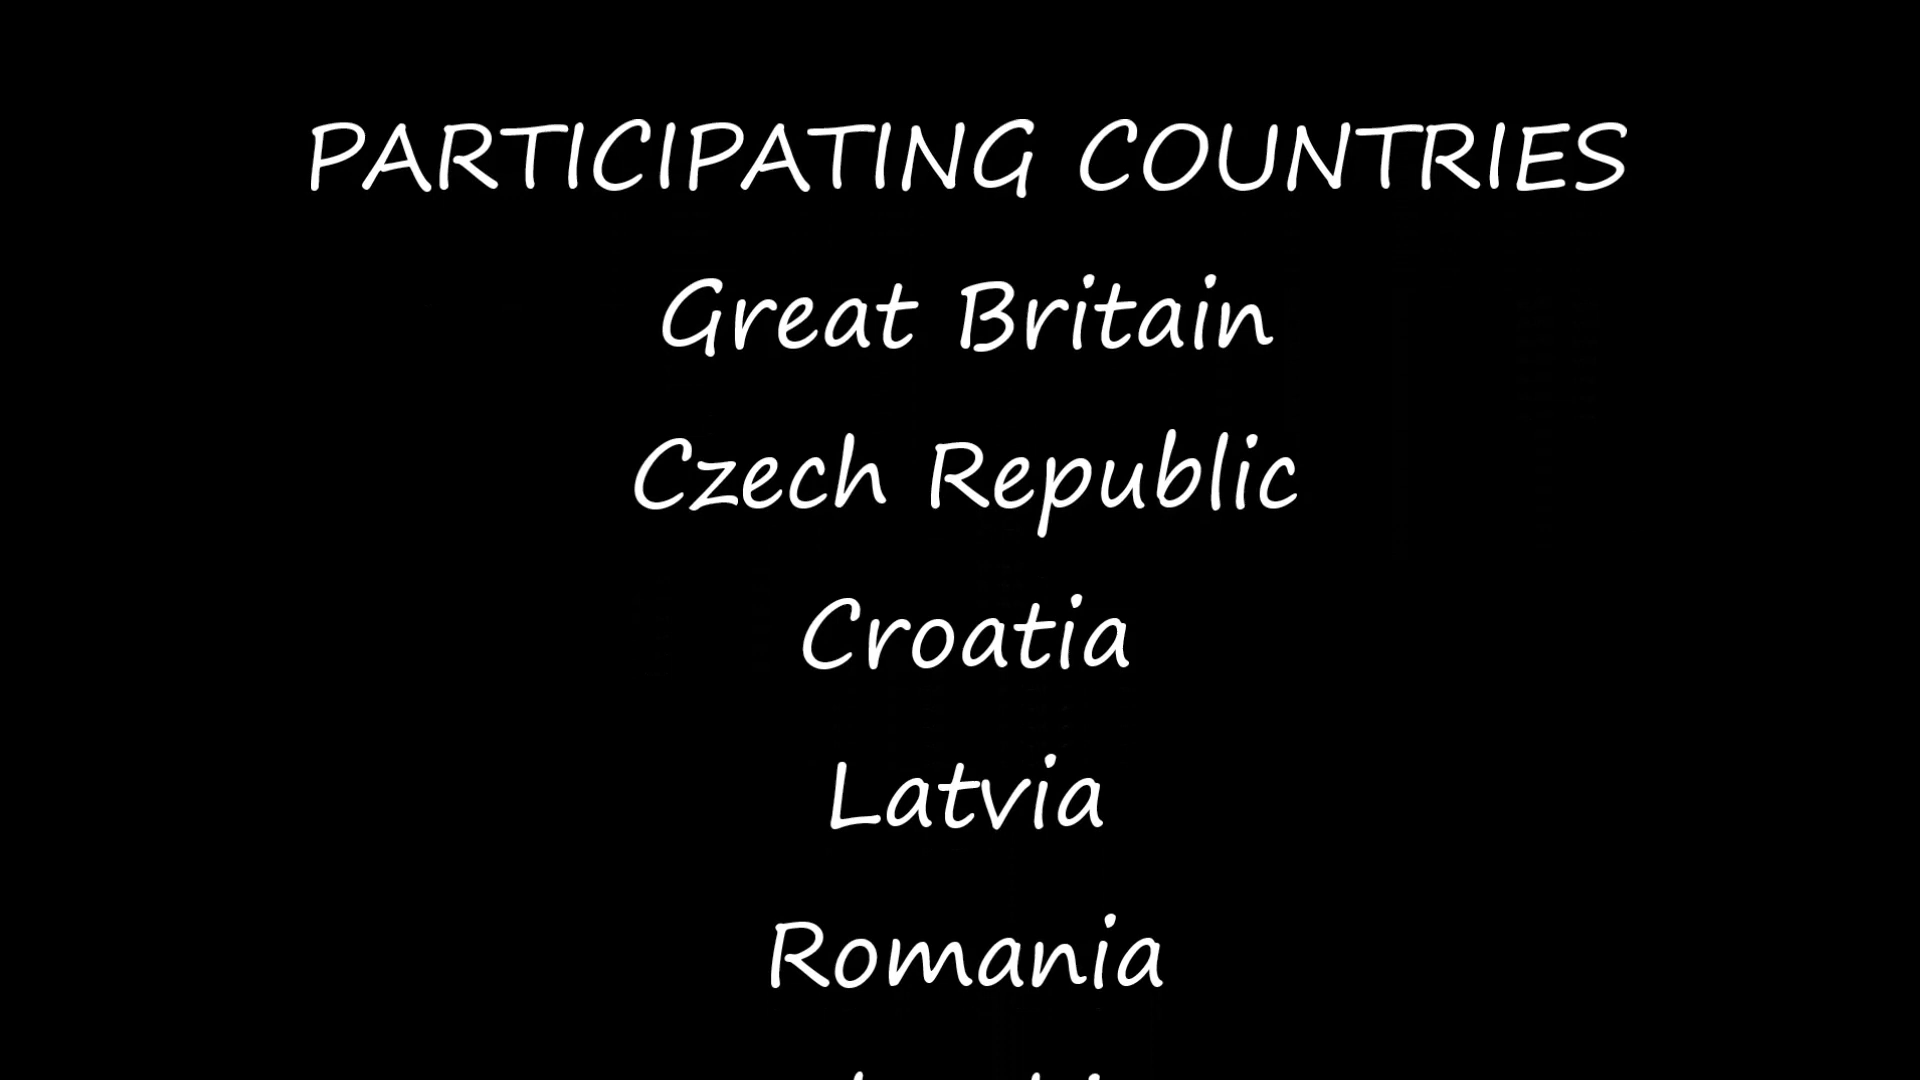 PARTICIPATING COUNTRIES
Great Britain
Czech Republic
Croatia
Latvia
Romania